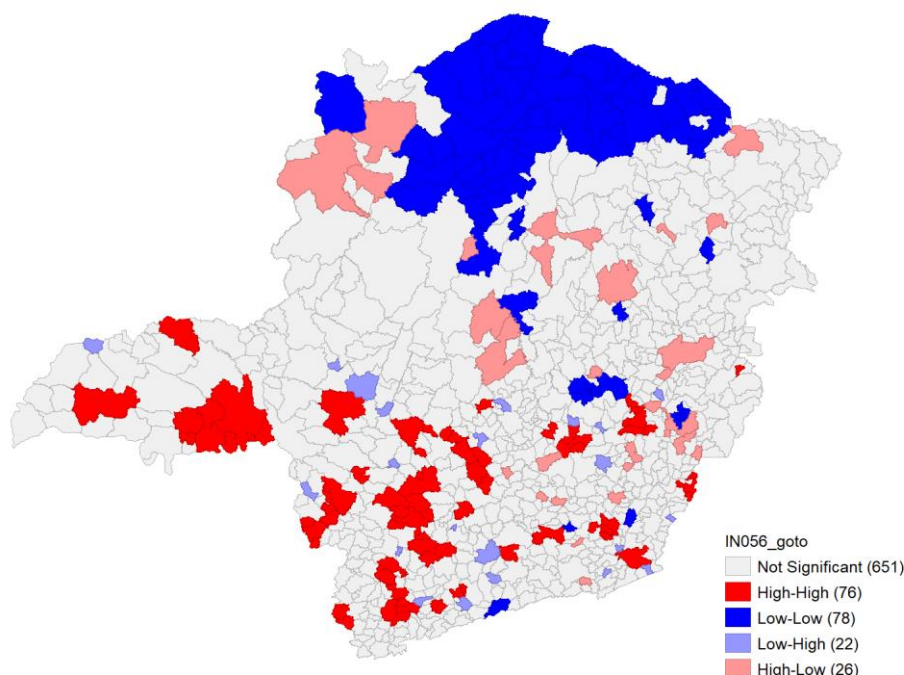 IN056_goto
Not Significant (651)
High-High (76)
Low-Low (78)
Low-High (22)
High-Low (26)